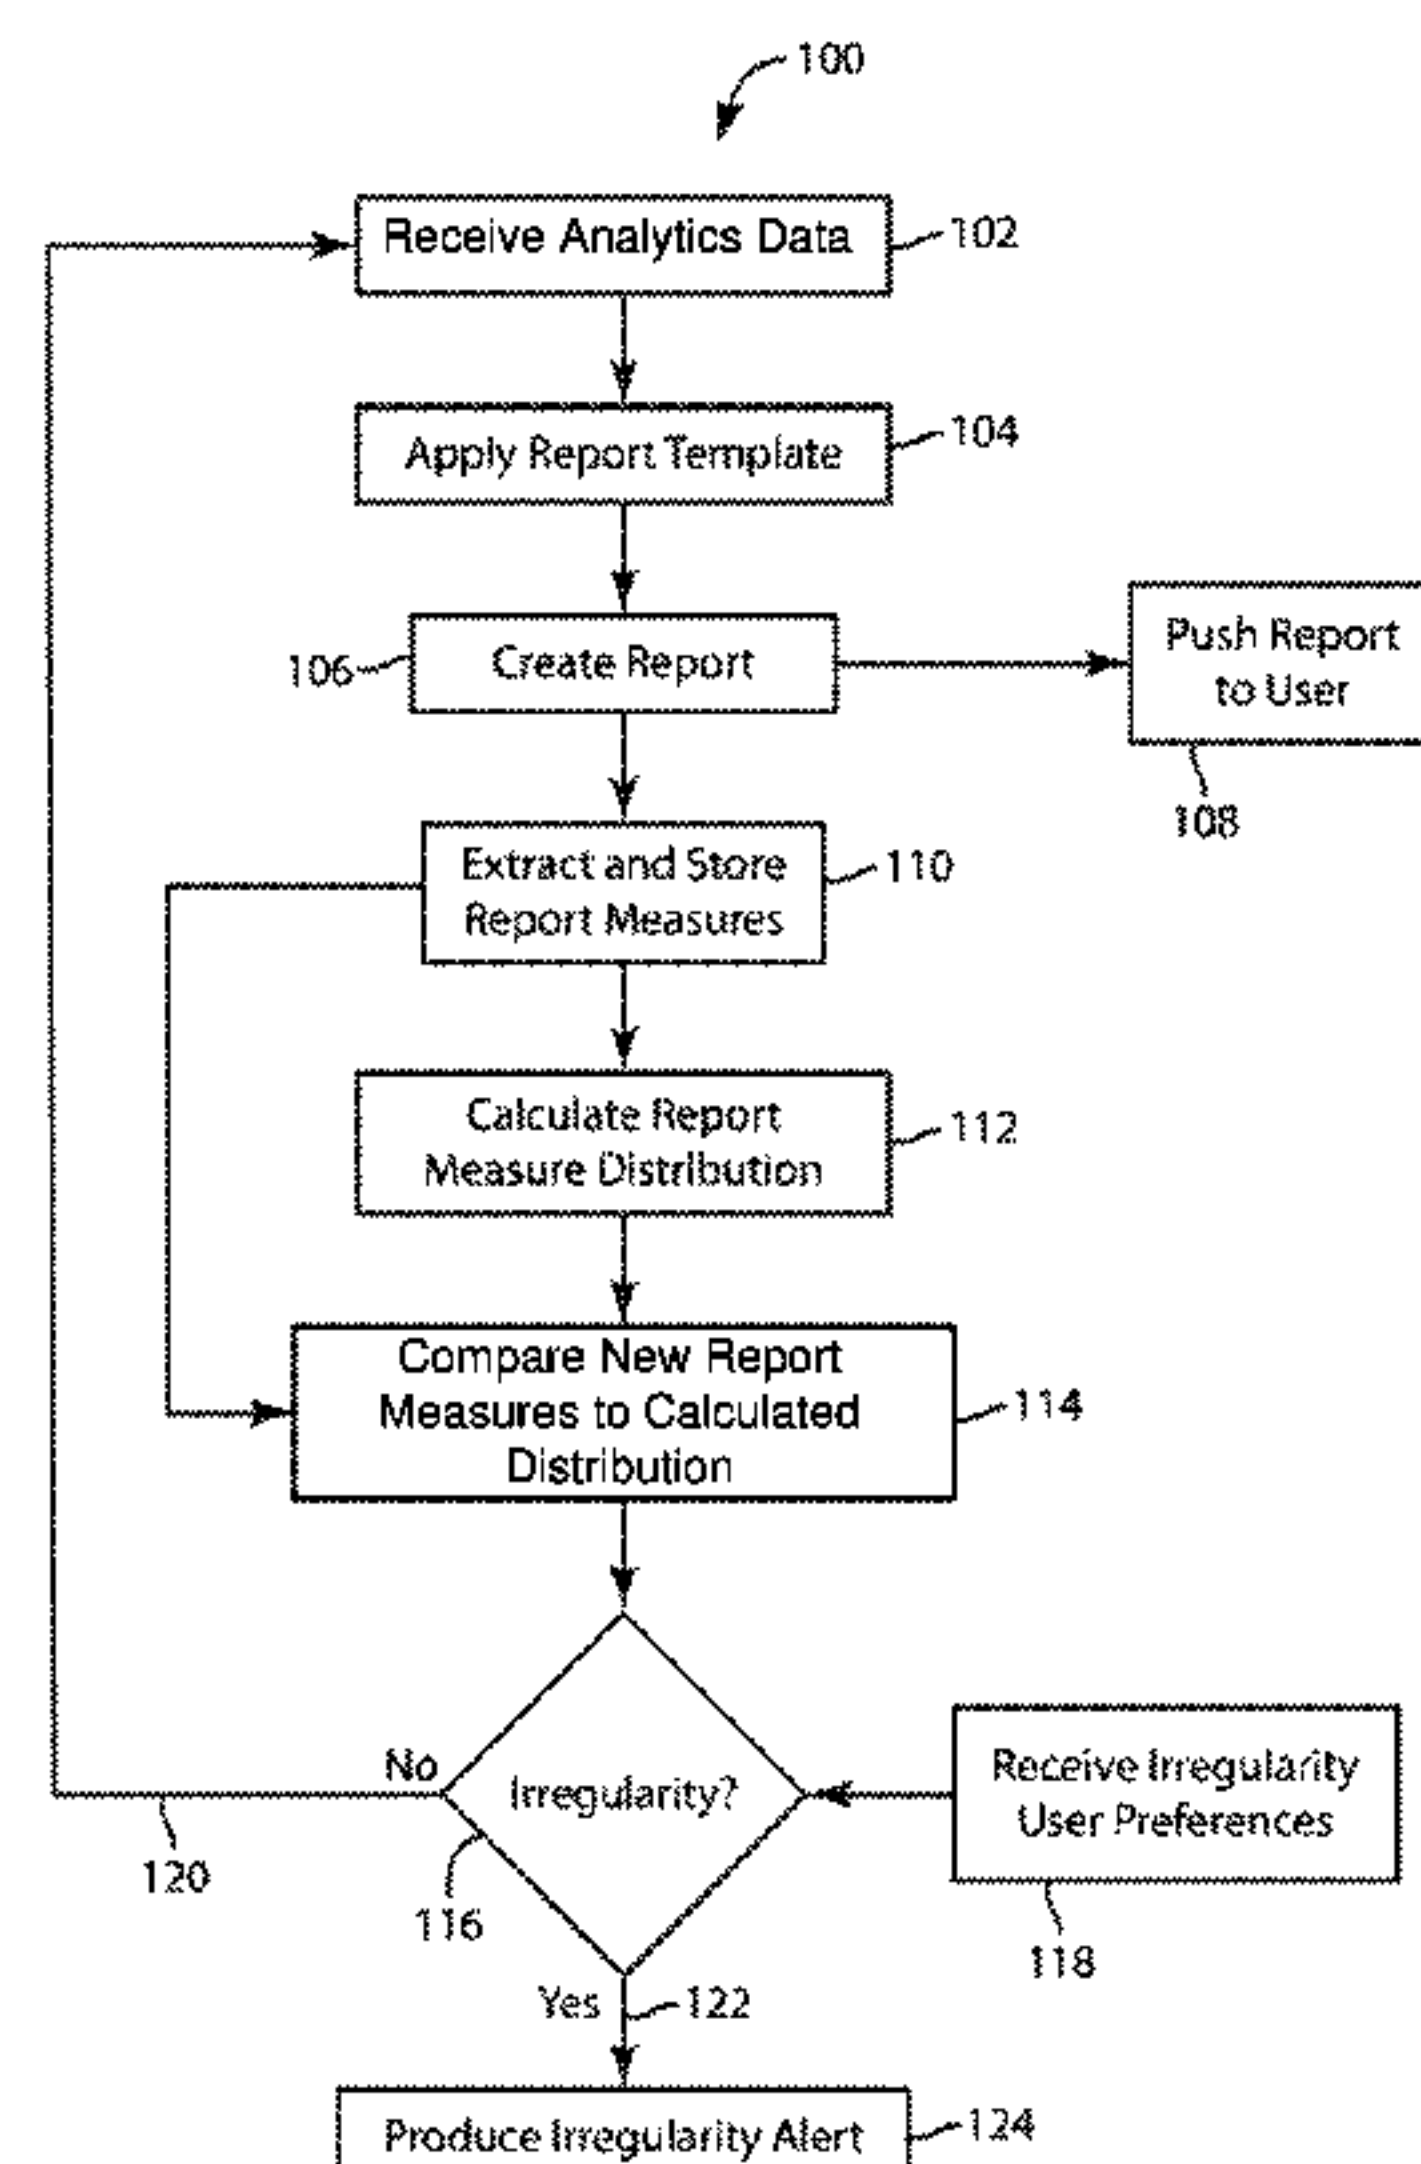 100
Receive Analytics Data
102
Apply Report Template
104
106
Create Report
Push Report
to User
108
Extract and Store
Report Measures
110
Calculate Report
Measure Distribution
112
Compare New Report
Measures to Calculated
Distribution
114
No
Irregularity?
Receive Irregularity
User Preferences
120
116
118
Yes
122
Produce Irregularity Alert
124